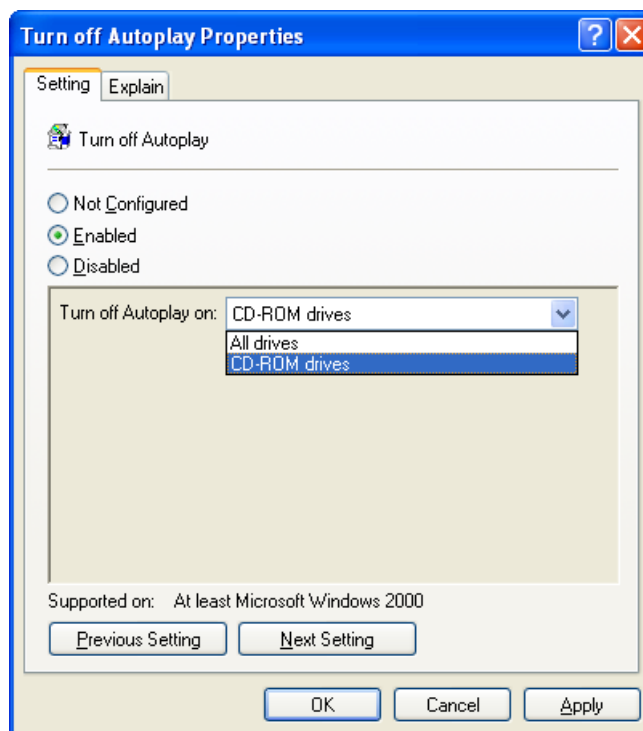 Turn off Autoplay Properties
Setting Explain
Turn off Autoplay
Not Configured
Enabled
Disabled
Turn off Autoplay on: CD-ROM drives
All drives
CD-ROM drives
Supported on: At least Microsoft Windows 2000
Previous Setting Next Setting
OK Cancel Apply